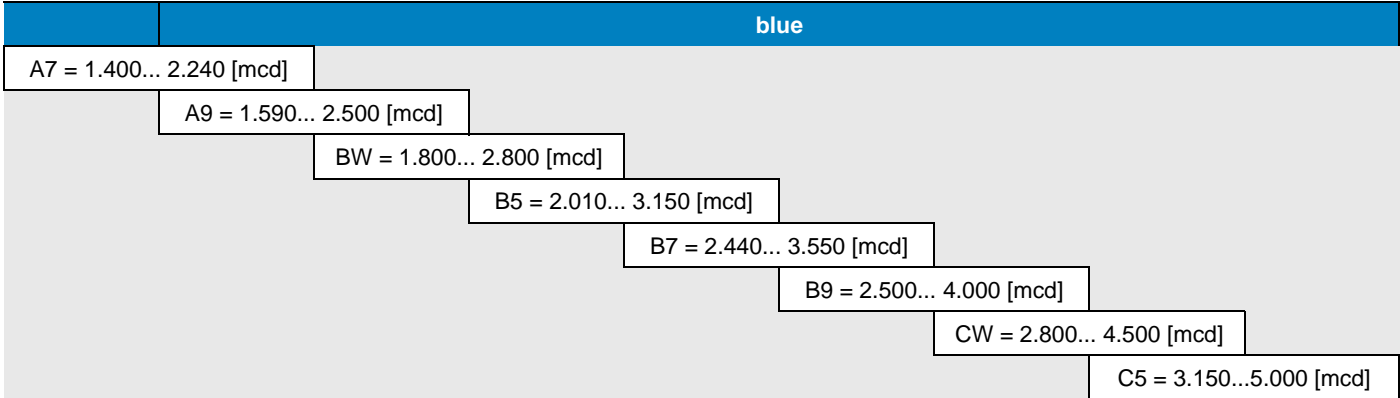 blue
A7 = 1.400... 2.240 [mcd]
A9 = 1.590... 2.500 [mcd]
BW = 1.800... 2.800 [mcd]
B5 = 2.010... 3.150 [mcd]
B7 = 2.440... 3.550 [mcd]
B9 = 2.500... 4.000 [mcd]
CW = 2.800... 4.500 [mcd]
C5 = 3.150...5.000 [mcd]